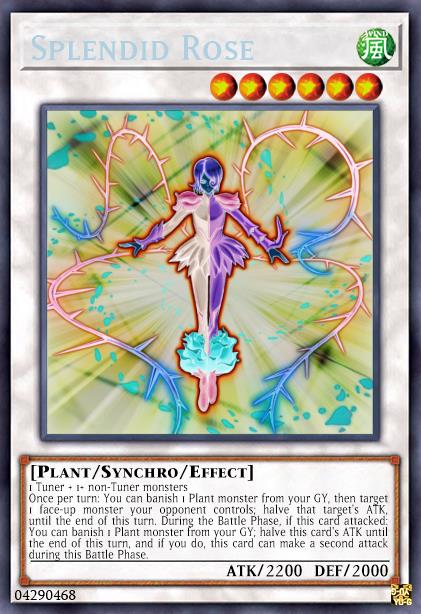 Splendid Rose
WIND
風
[Plant/Synchro/Effect]
1 Tuner + 1+ non-Tuner monsters
Once per turn: You can banish 1 Plant monster from your GY, then target
1 face-up monster your opponent controls; halve that target's ATK,
until the end of this turn. During the Battle Phase, if this card attacked:
You can banish 1 Plant monster from your GY; halve this card's ATK until
the end of this turn, and if you do, this card can make a second attack
during this Battle Phase.
ATK/2200 DEF/2000
04290468